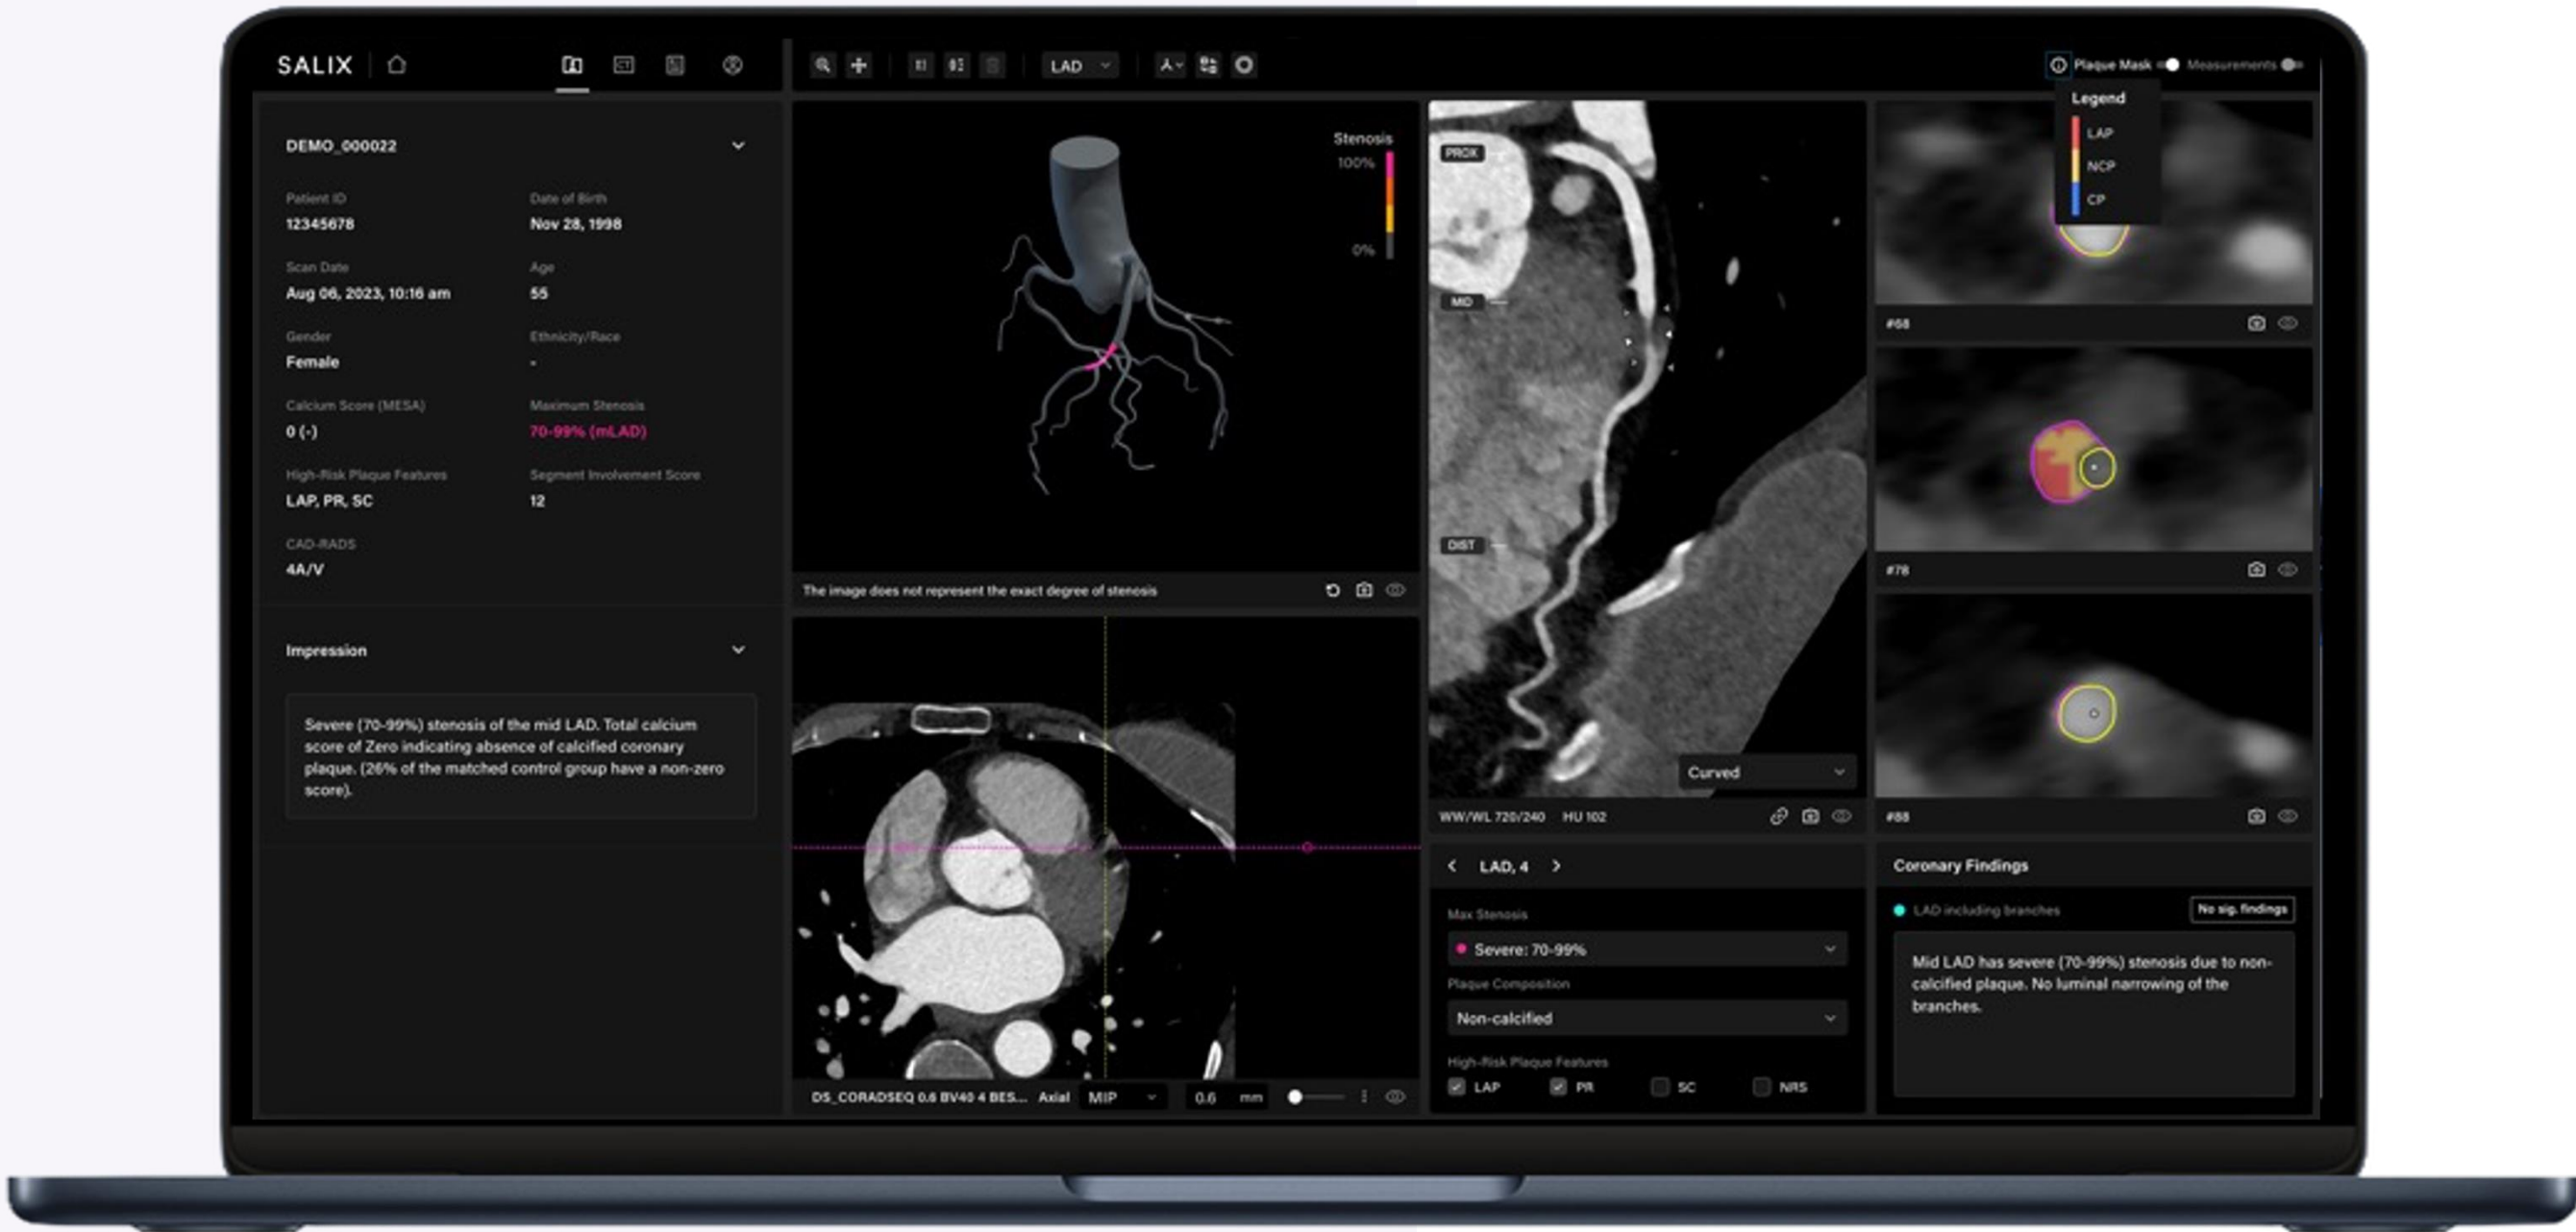 SALIX
LAD
Plaque Mask
Measurements
Legend
LAP
NCP
CP
DEMO_000022
Patient ID
Date of Birth
12345678
Nov 28, 1998
Scan Date
Age
Aug 06, 2023, 10:16 am
55
Gender
Ethnicity/Race
Female
-
Calcium Score (MESA)
Maximum Stenosis
0 (-)
70-99% (mLAD)
High-Risk Plaque Features
Segment Involvement Score
LAP, PR, SC
12
CAD-RADS
4A/V
Impression
Severe (70-99%) stenosis of the mid LAD. Total calcium
score of Zero indicating absence of calcified coronary
plaque. (26% of the matched control group have a non-zero
score).
Stenosis
100%
0%
The image does not represent the exact degree of stenosis
DS_CORADSEQ 0.6 BV40 4 BES... Axial MIP 0.6 mm
PROX
MID
DIST
Curved
WW/WL 720/240 HU 102
#68
#78
#88
LAD, 4
Max Stenosis
Severe: 70-99%
Plaque Composition
Non-calcified
High-Risk Plaque Features
LAP PR SC NRS
Coronary Findings
LAD including branches
No sig. findings
Mid LAD has severe (70-99%) stenosis due to non-
calcified plaque. No luminal narrowing of the
branches.